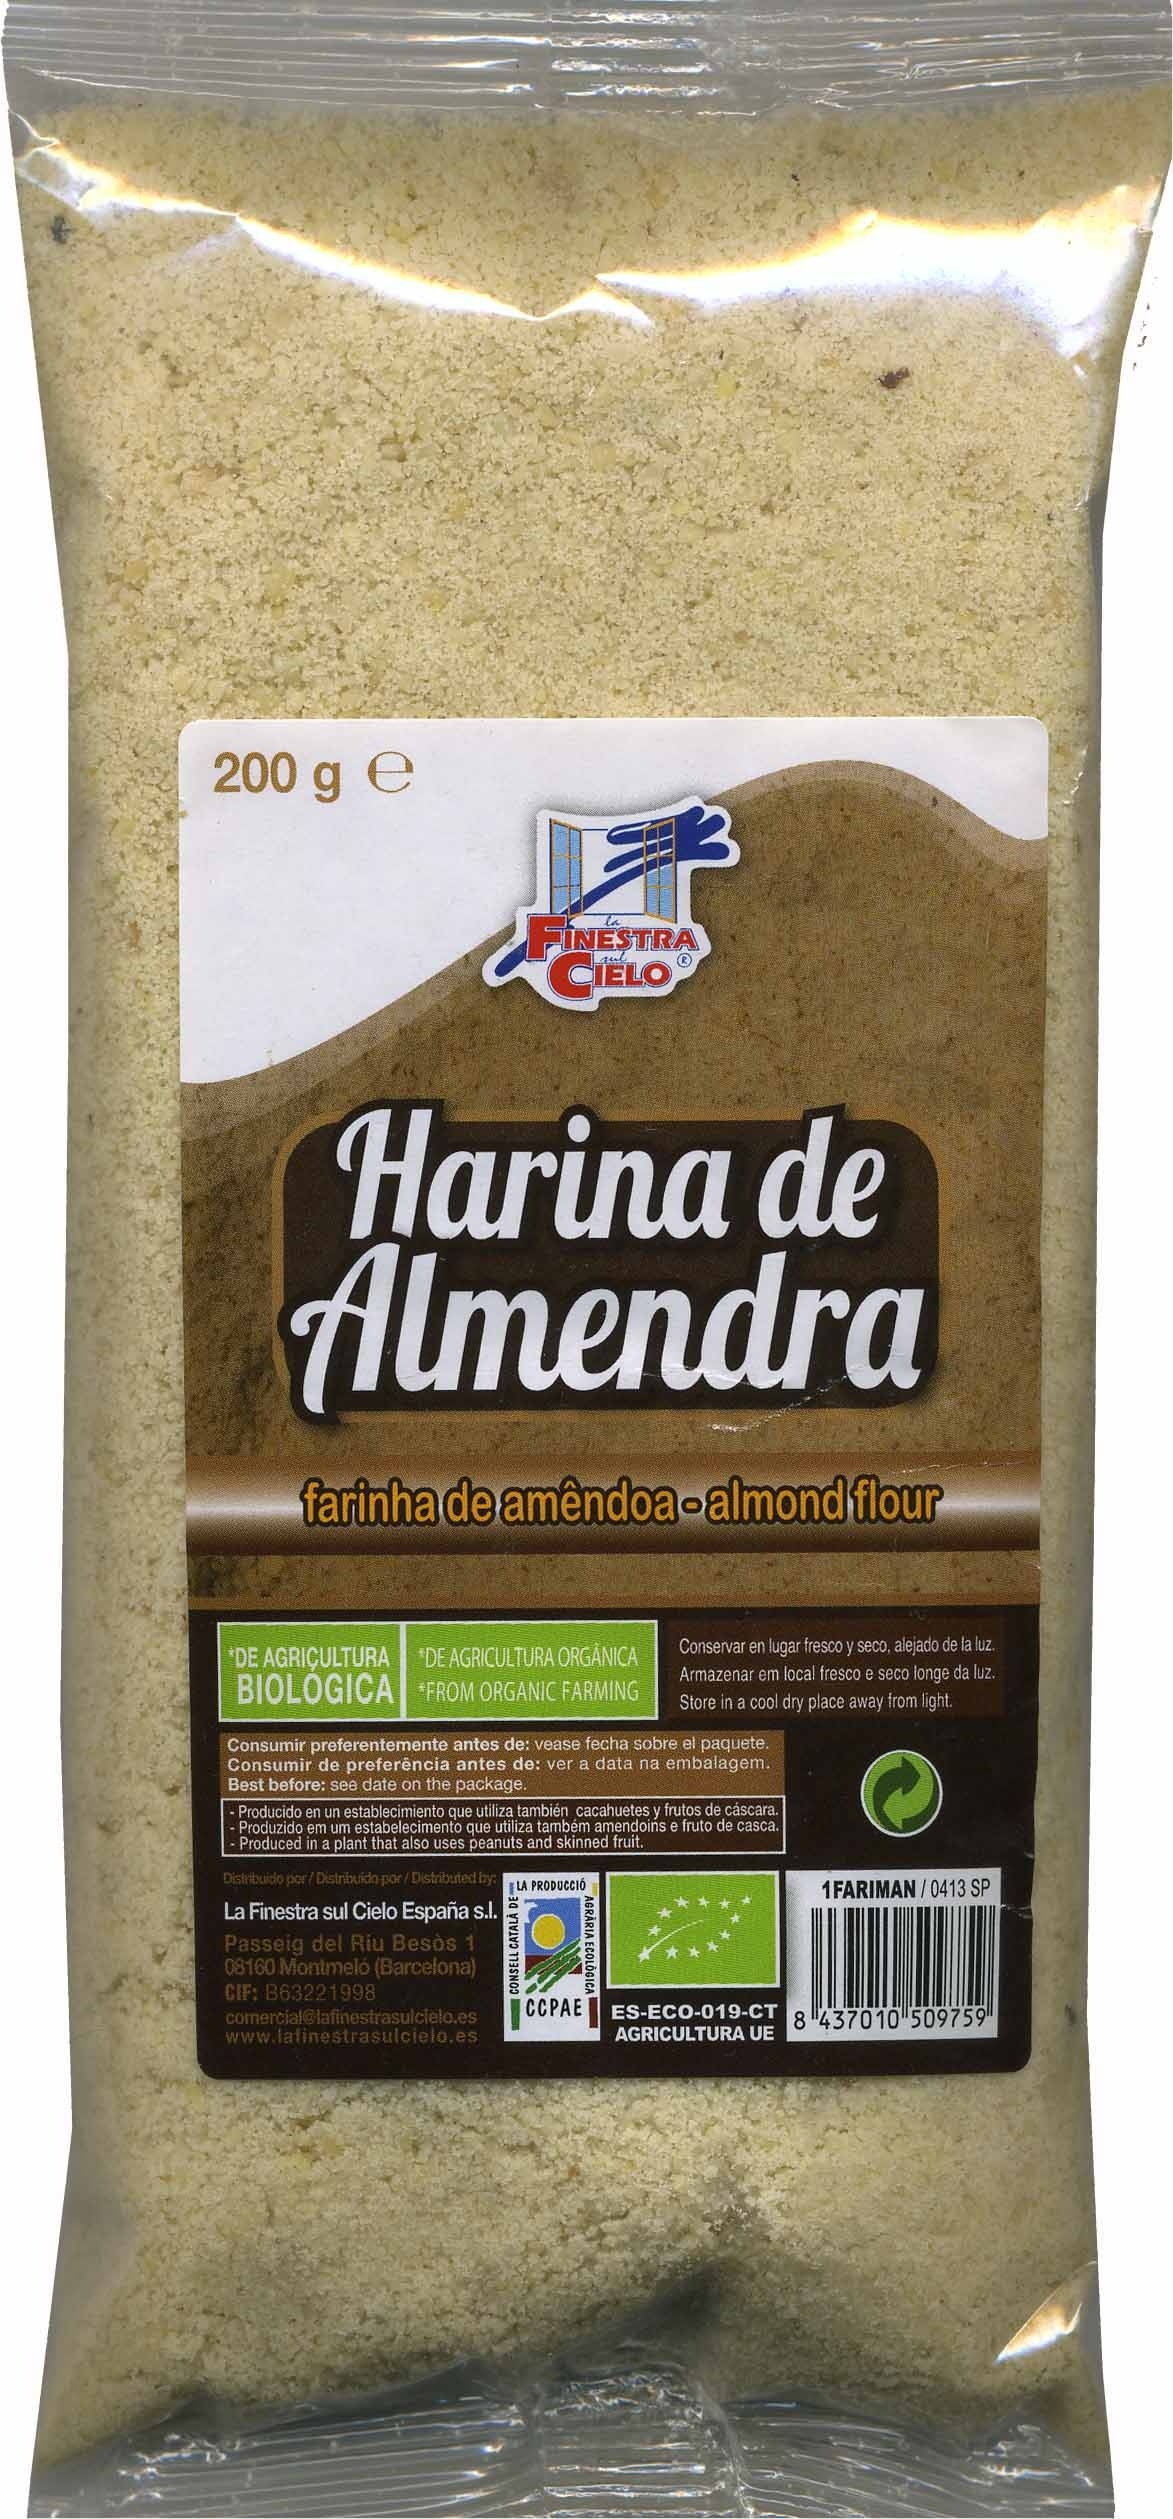 200 g ℮
la
FINESTRA
sul
CIELO ®
Harina de
Almendra
farinha de amêndoa - almond flour
*DE AGRICULTURA
BIOLÓGICA
*DE AGRICULTURA ORGÂNICA
*FROM ORGANIC FARMING
Conservar en lugar fresco y seco, alejado de la luz.
Armazenar em local fresco e seco longe da luz.
Store in a cool dry place away from light.
Consumir preferentemente antes de: vease fecha sobre el paquete.
Consumir de preferência antes de: ver a data na embalagem.
Best before: see date on the package.
- Producido en un establecimiento que utiliza también cacahuetes y frutos de cáscara.
- Produzido em um estabelecimento que utiliza também amendoins e fruto de casca.
- Produced in a plant that also uses peanuts and skinned fruit.
Distribuido por / Distribuído por / Distributed by:
La Finestra sul Cielo España s.l.
Passeig del Riu Besòs 1
08160 Montmeló (Barcelona)
CIF: B63221998
comercial@lafinestrasulcielo.es
www.lafinestrasulcielo.es
CONSELL CATALÀ DE
LA PRODUCCIÓ
AGRÀRIA ECOLÒGICA
CCPAE
ES-ECO-019-CT
AGRICULTURA UE
1FARIMAN / 0413 SP
8 437010 509759